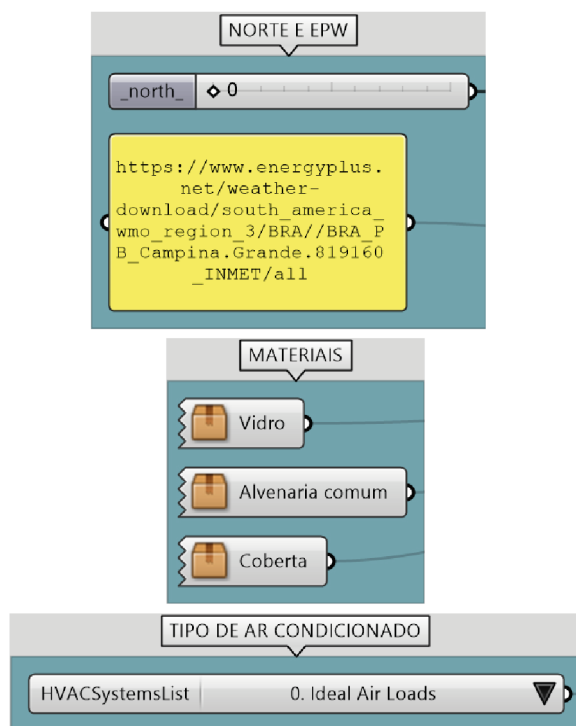 NORTE E EPW
_north_ 0
https://www.energyplus.
net/weather-
download/south_america_
wmo_region_3/BRA//BRA_P
B_Campina.Grande.819160
_INMET/all
MATERIAIS
Vidro
Alvenaria comum
Coberta
TIPO DE AR CONDICIONADO
HVACSystemsList 0. Ideal Air Loads